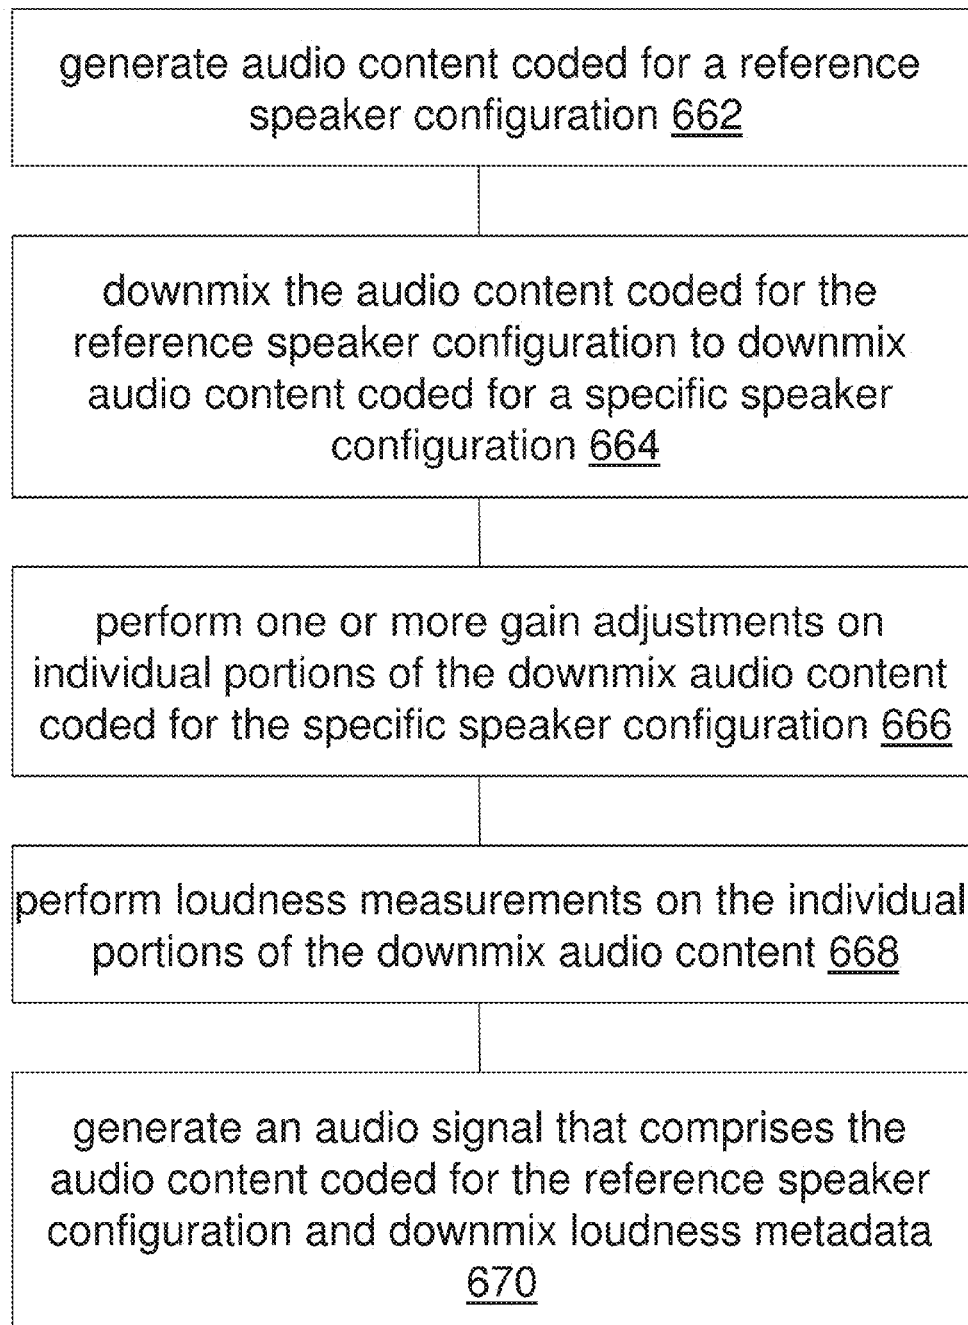 generate audio content coded for a reference
speaker configuration 662
downmix the audio content coded for the
reference speaker configuration to downmix
audio content coded for a specific speaker
configuration 664
perform one or more gain adjustments on
individual portions of the downmix audio content
coded for the specific speaker configuration 666
perform loudness measurements on the individual
portions of the downmix audio content 668
generate an audio signal that comprises the
audio content coded for the reference speaker
configuration and downmix loudness metadata
670